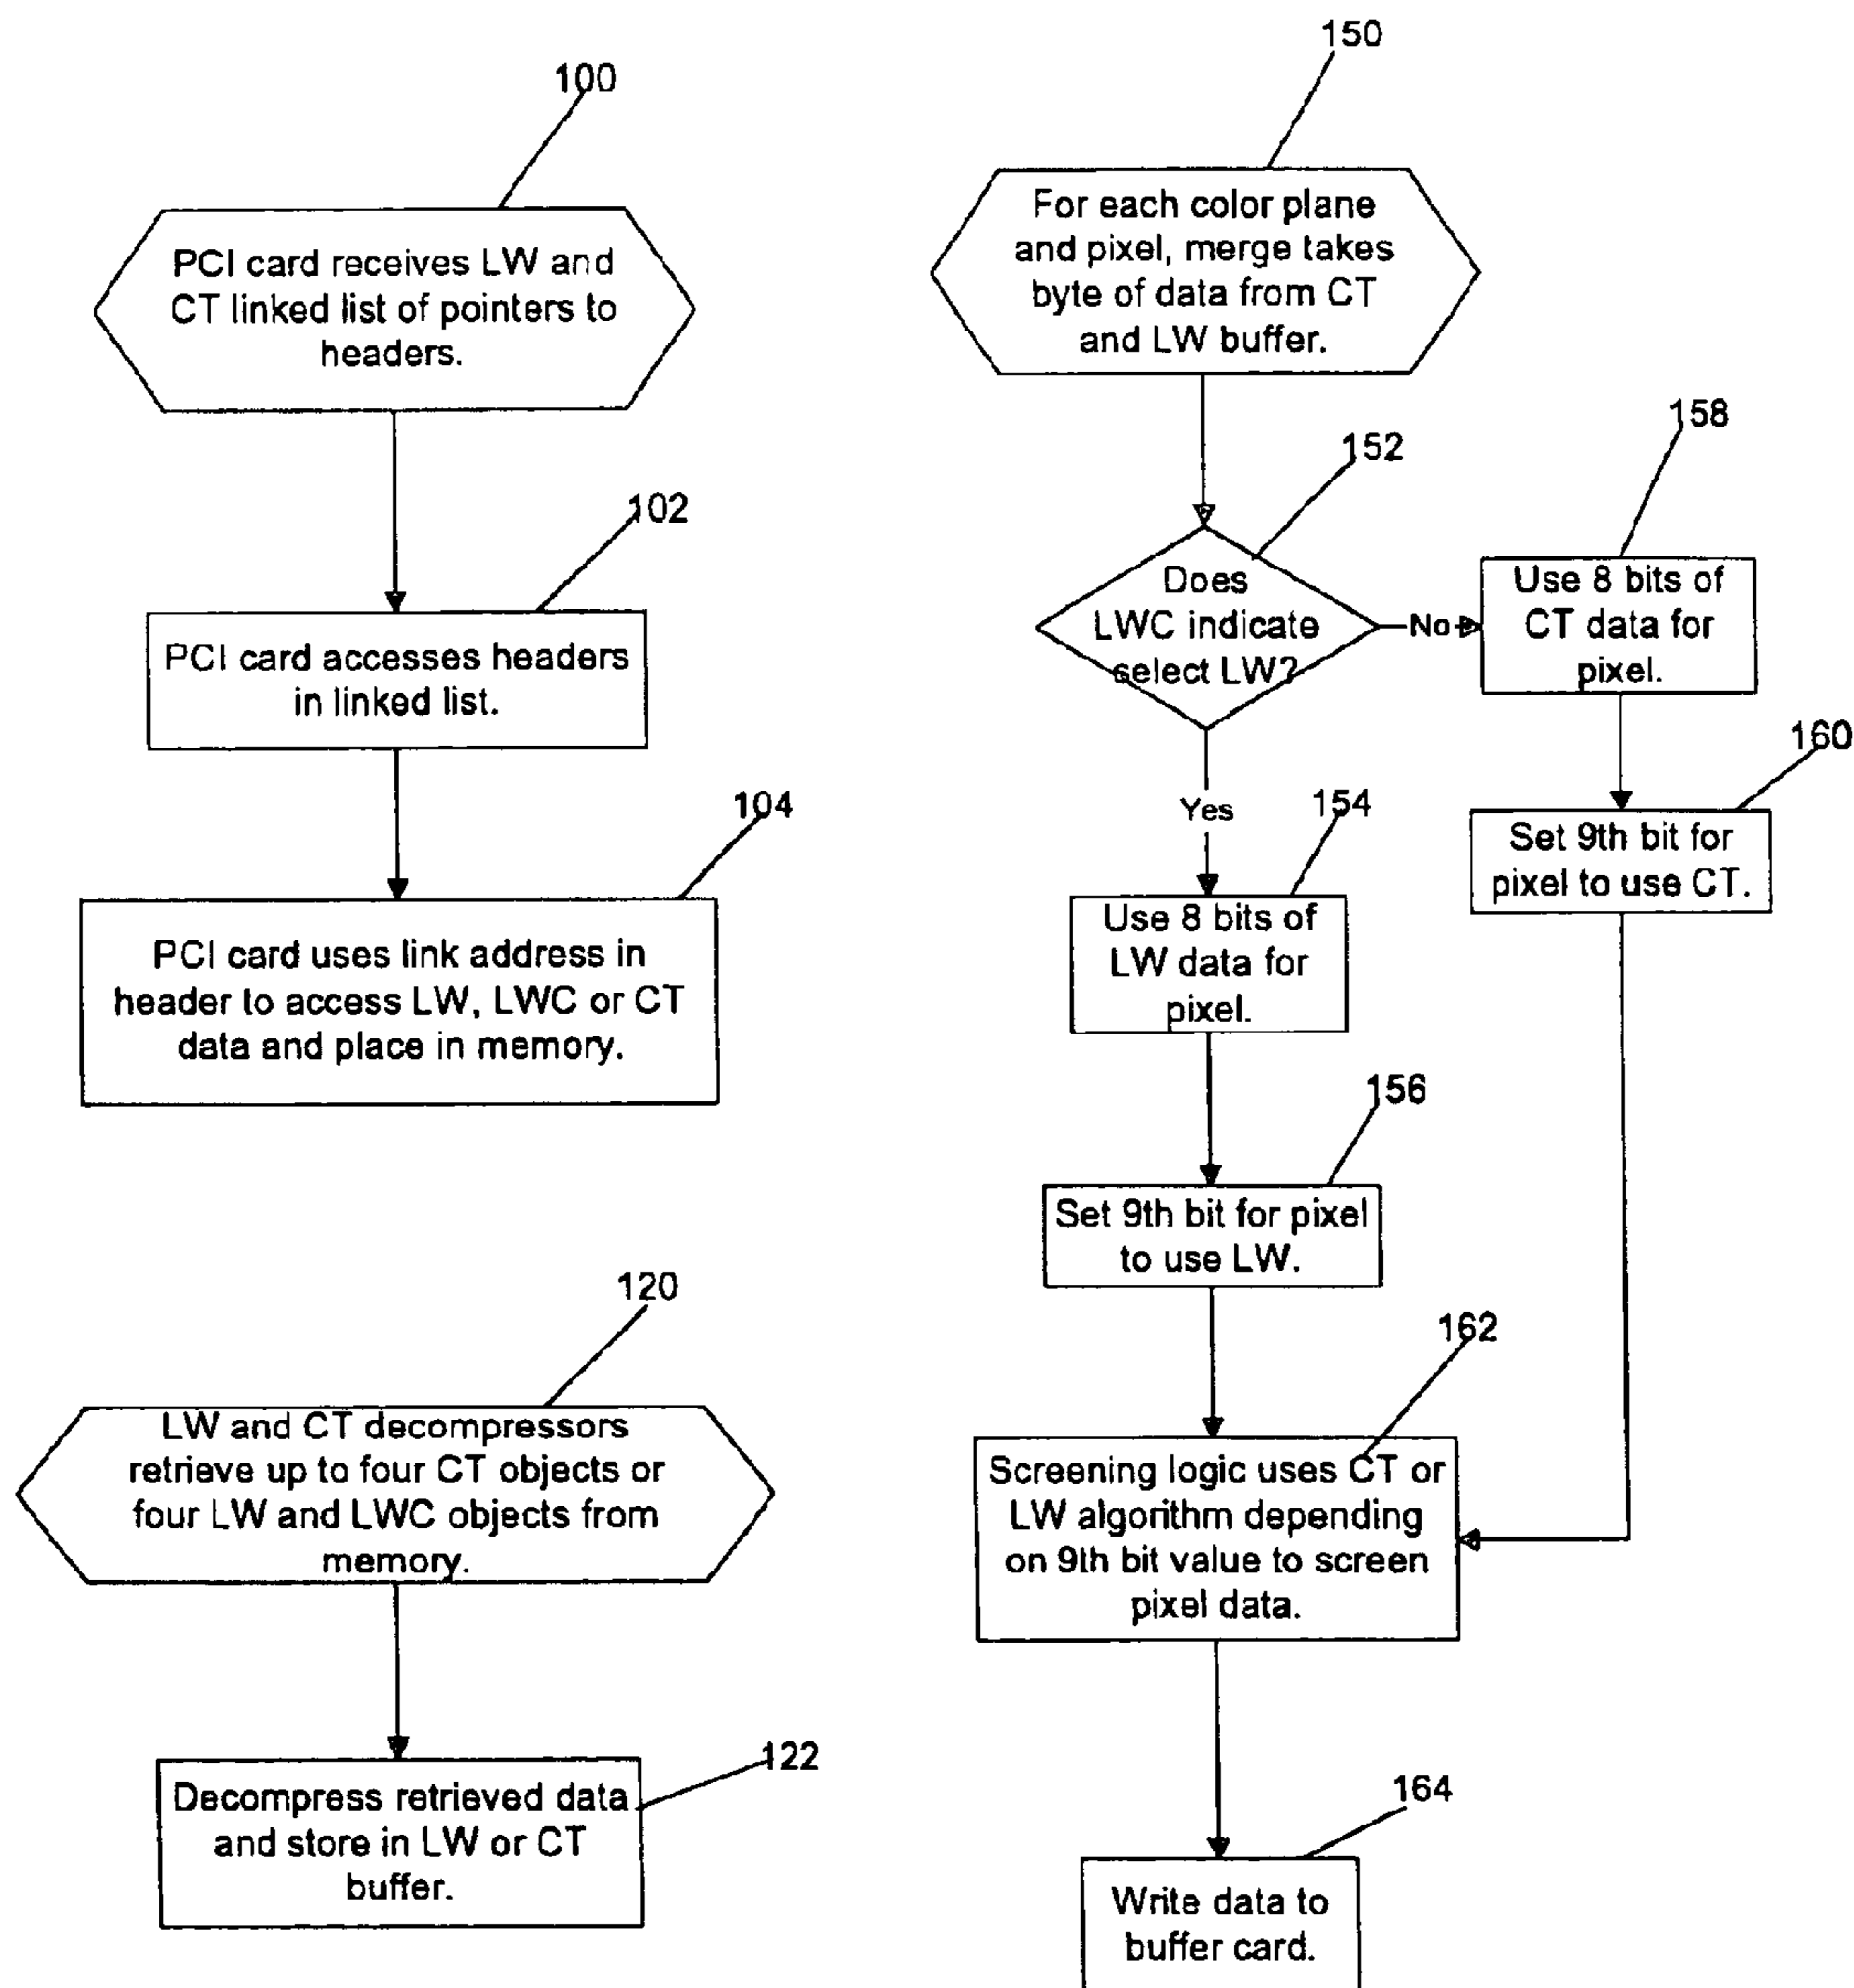 100
PCI card receives LW and
CT linked list of pointers to
headers.
102
PCI card accesses headers
in linked list.
104
PCI card uses link address in
header to access LW, LWC or CT
data and place in memory.
120
LW and CT decompressors
retrieve up to four CT objects or
four LW and LWC objects from
memory.
122
Decompress retrieved data
and store in LW or CT
buffer.
150
For each color plane
and pixel, merge takes
byte of data from CT
and LW buffer.
152
Does
LWC indicate
select LW?
No
158
Use 8 bits of
CT data for
pixel.
160
Set 9th bit for
pixel to use CT.
Yes
154
Use 8 bits of
LW data for
pixel.
156
Set 9th bit for pixel
to use LW.
162
Screening logic uses CT or
LW algorithm depending
on 9th bit value to screen
pixel data.
164
Write data to
buffer card.